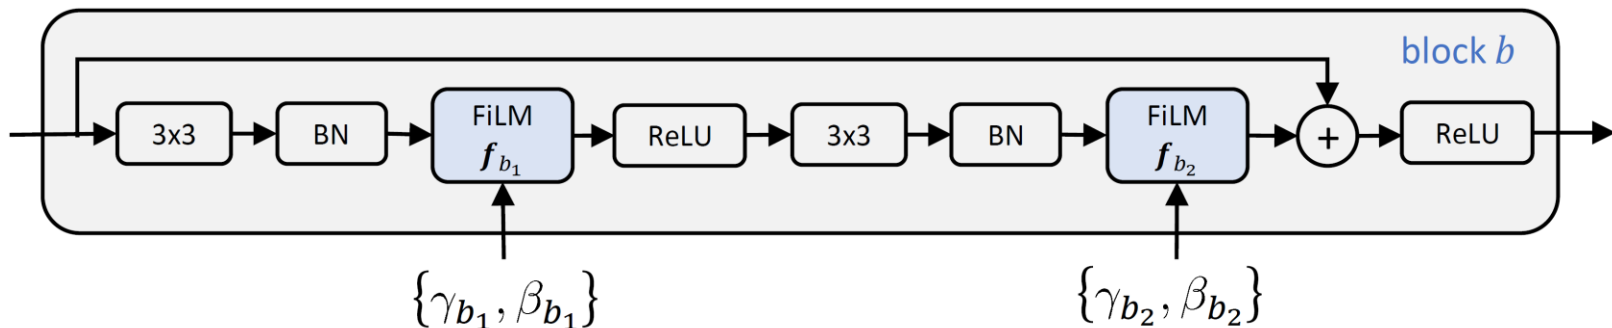 block b
3x3
BN
FiLM
f_{b_1}
ReLU
3x3
BN
FiLM
f_{b_2}
+
ReLU
{γ_{b_1}, β_{b_1}}
{γ_{b_2}, β_{b_2}}